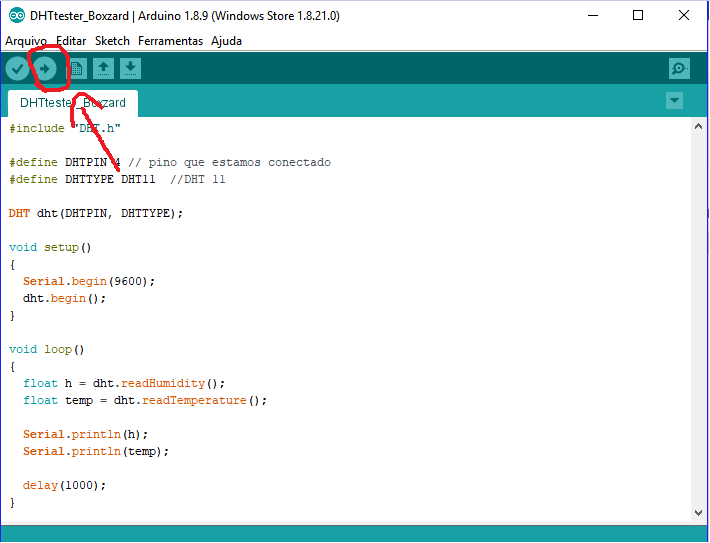 DHTtester_Boxzard | Arduino 1.8.9 (Windows Store 1.8.21.0)
Arquivo Editar Sketch Ferramentas Ajuda
DHTtester_Boxzard
#include "DHT.h"
#define DHTPIN 4 // pino que estamos conectado
#define DHTTYPE DHT11  //DHT 11
DHT dht(DHTPIN, DHTTYPE);
void setup()
{
  Serial.begin(9600);
  dht.begin();
}
void loop()
{
  float h = dht.readHumidity();
  float temp = dht.readTemperature();
  Serial.println(h);
  Serial.println(temp);
  delay(1000);
}